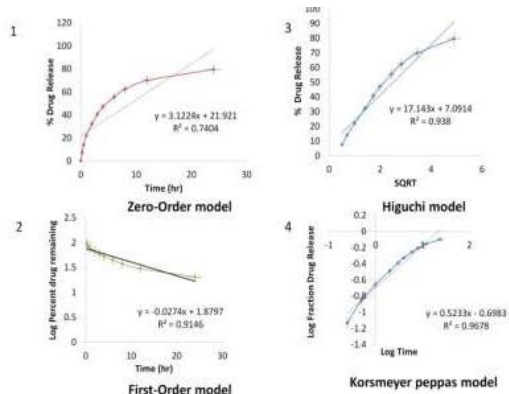 1
% Drug Release
120
100
80
60
40
20
0
0
10
20
30
y = 3.1224x + 21.921
R² = 0.7404
Time (hr)
Zero-Order model
3
% Drug Release
100
90
80
70
60
50
40
30
20
10
0
0
2
4
6
y = 17.143x + 7.0914
R² = 0.938
SQRT
Higuchi model
2
Log Percent drug remaining
2.5
2
1.5
1
0.5
0
0
10
20
30
y = -0.0274x + 1.8797
R² = 0.9146
Time (hr)
First-Order model
4
Log Fraction Drug Release
0.2
0
-1
0
1
2
-0.2
-0.4
-0.6
-0.8
-1
-1.2
-1.4
y = 0.5233x - 0.6983
R² = 0.9678
Log Time
Korsmeyer peppas model